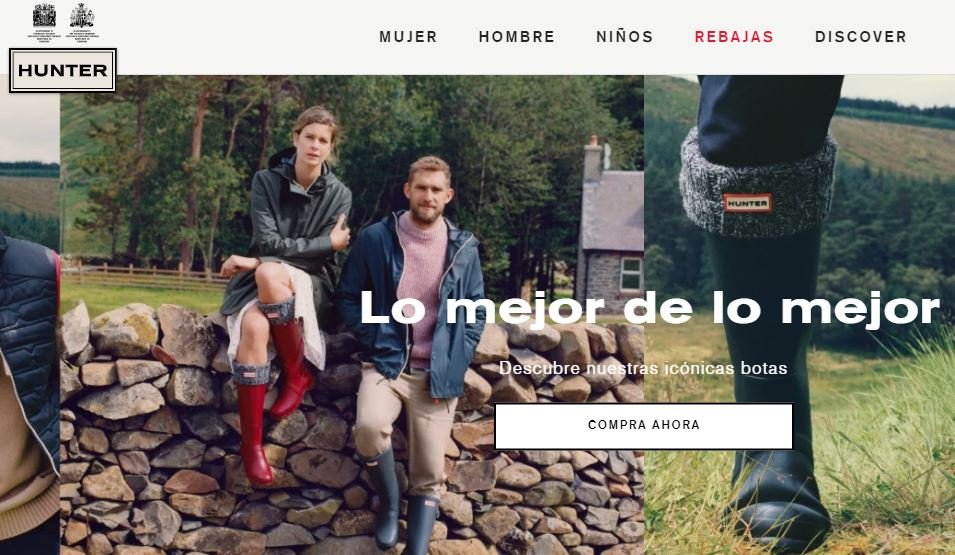 HUNTER
MUJER HOMBRE NIÑOS REBAJAS DISCOVER
HUNTER
Lo mejor de lo mejor
Descubre nuestras icónicas botas
COMPRA AHORA